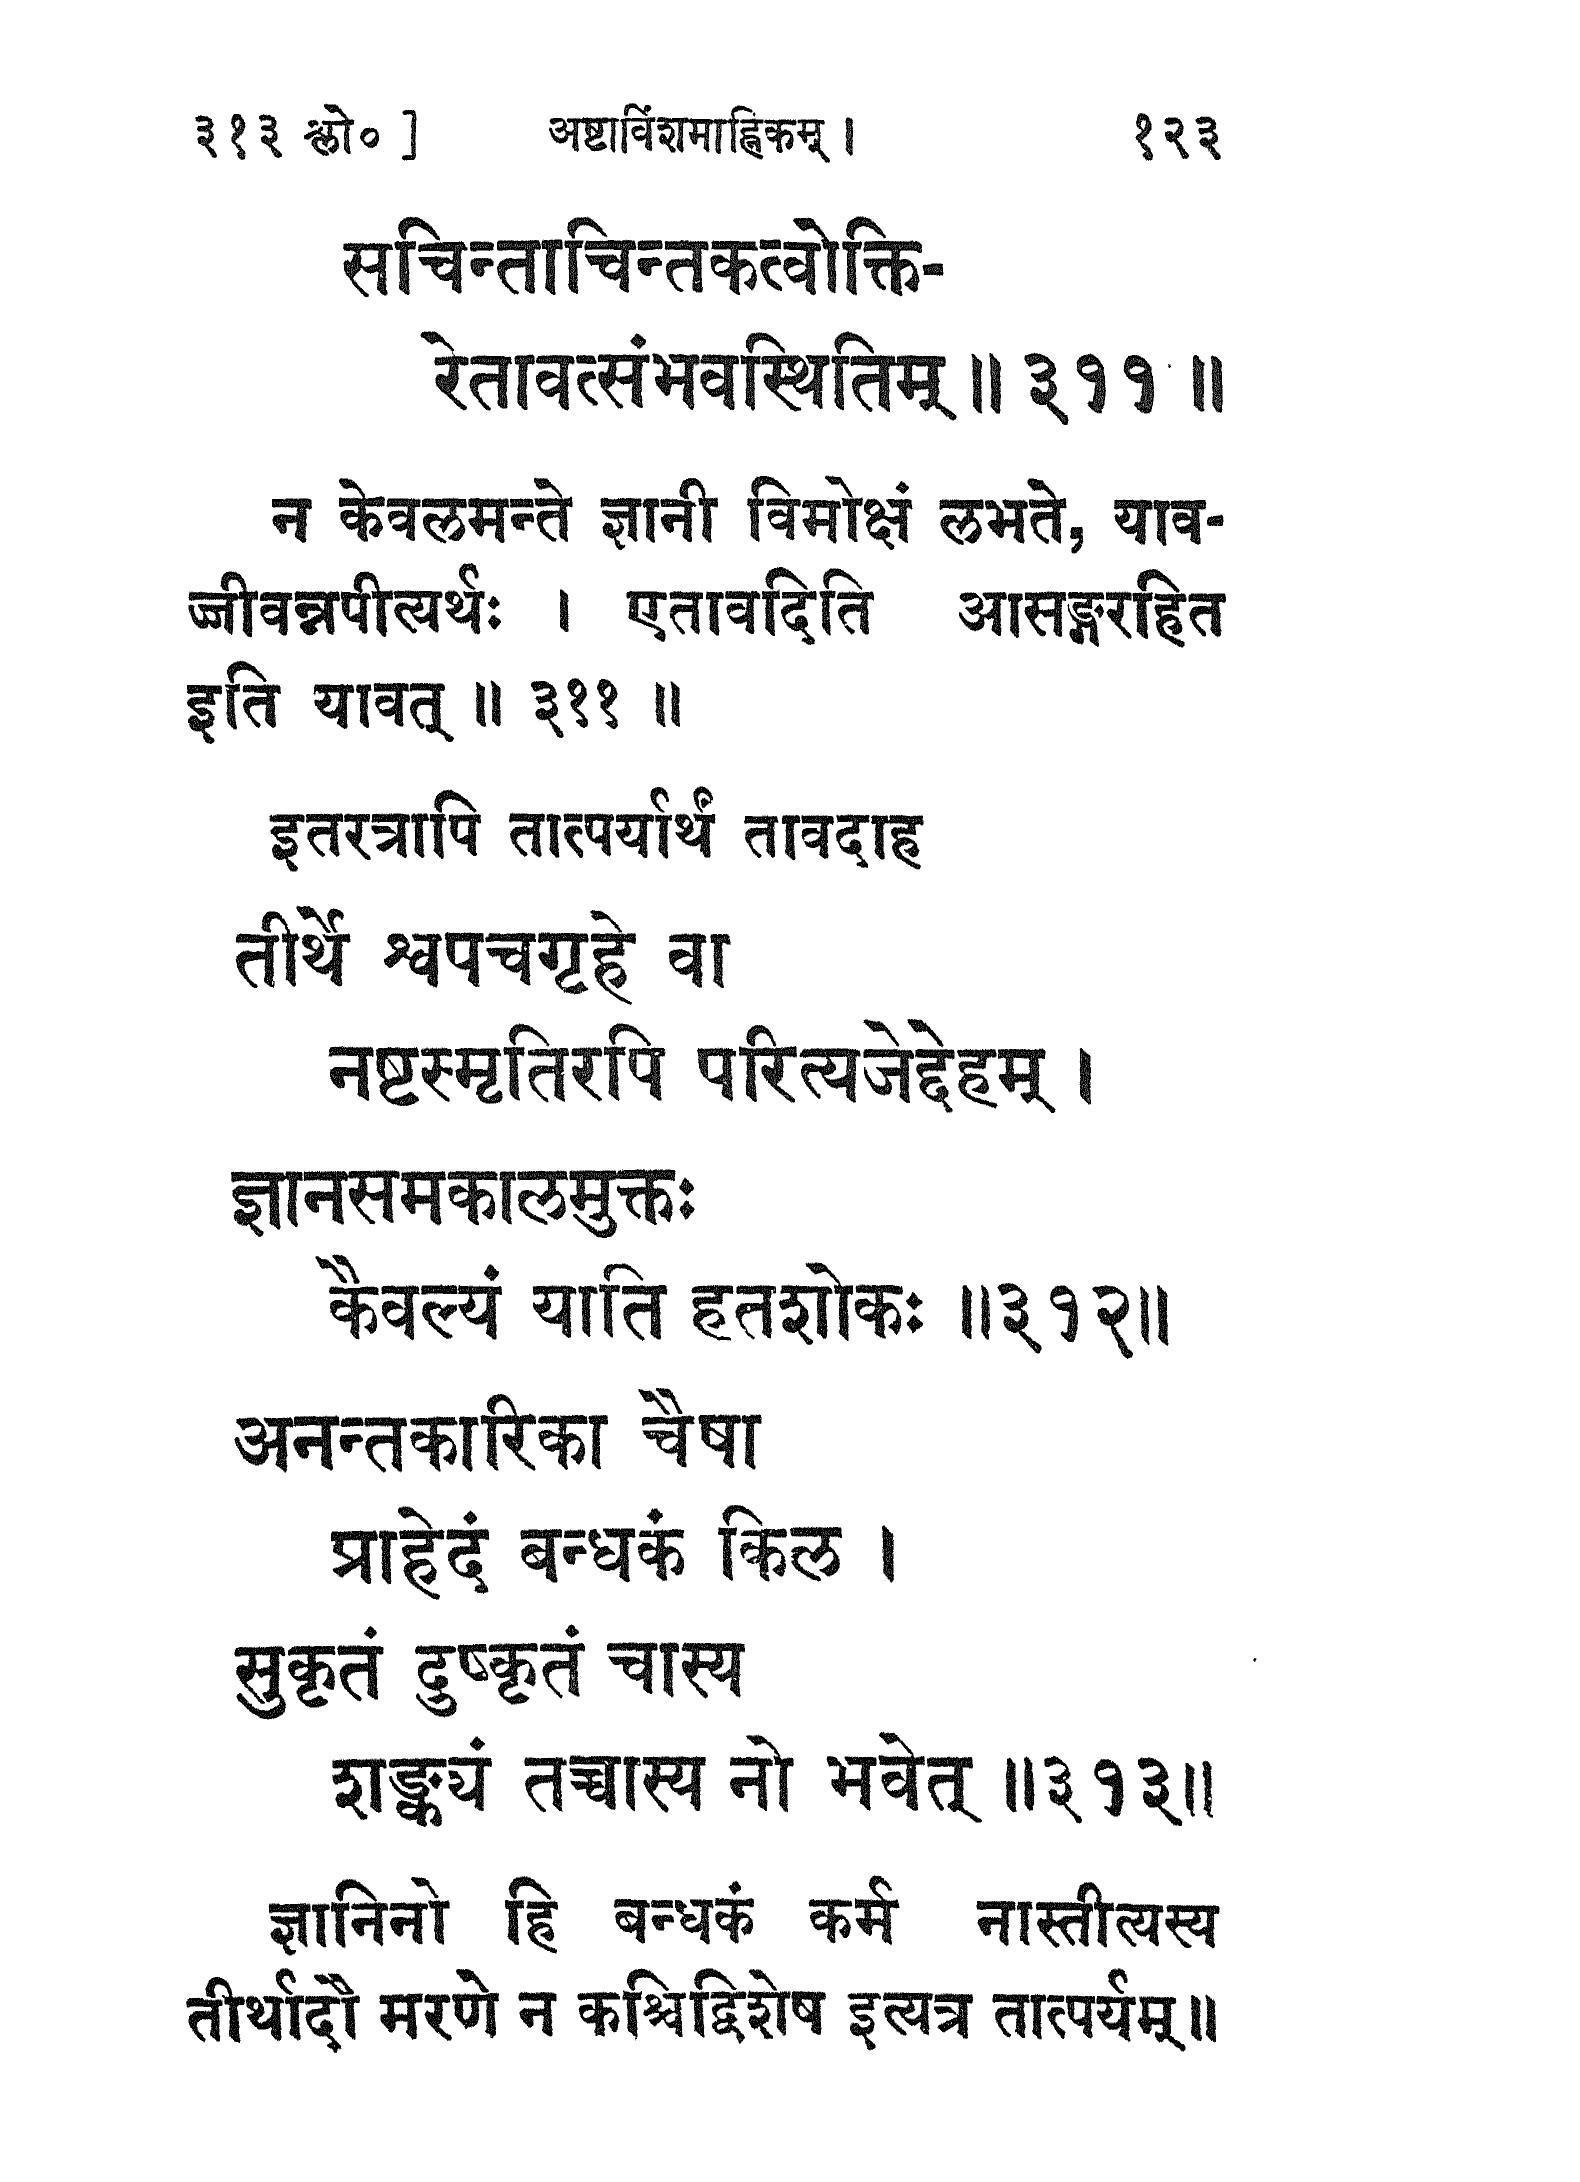 ३१३ श्लो० ] अष्टाविंशमाह्निकम् । १२३
सचिन्ताचिन्तकत्वोक्ति-
रेतावत्संभवस्थितिम् ॥ ३११ ॥
न केवलमन्ते ज्ञानी विमोक्षं लभते, याव-
ज्जीवन्नपीत्यर्थः । एतावदिति आसङ्गरहित
इति यावत् ॥ ३११ ॥
इतरत्रापि तात्पर्यार्थं तावदाह
तीर्थे श्वपचगृहे वा
नष्टस्मृतिरपि परित्यजेद्देहम् ।
ज्ञानसमकालमुक्तः
कैवल्यं याति हतशोकः ॥३१२॥
अनन्तकारिका चैषा
प्राहेदं बन्धकं किल ।
सुकृतं दुष्कृतं चास्य
शङ्क्यं तच्चास्य नो भवेत् ॥३१३॥
ज्ञानिनो हि बन्धकं कर्म नास्तीत्यस्य
तीर्थादौ मरणे न कश्चिद्विशेष इत्यत्र तात्पर्यम्॥